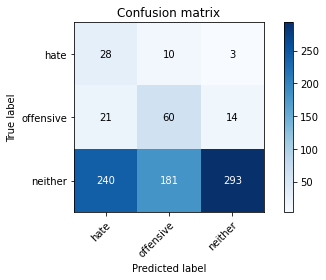 Confusion matrix
hate 28 10 3
offensive 21 60 14
neither 240 181 293
hate offensive neither
True label
Predicted label
250
200
150
100
50